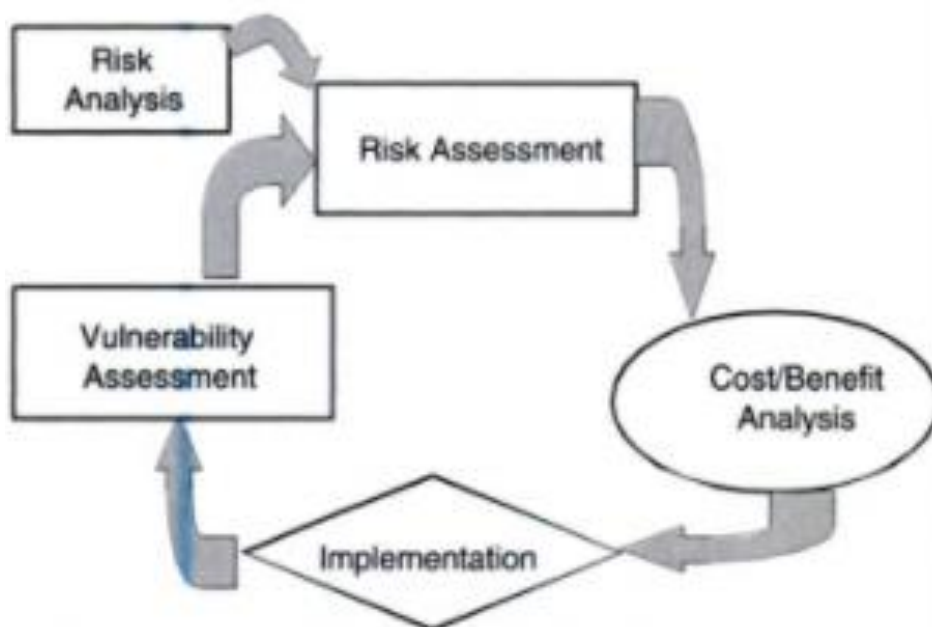 Risk
Analysis
Risk Assessment
Vulnerability
Assessment
Cost/Benefit
Analysis
Implementation